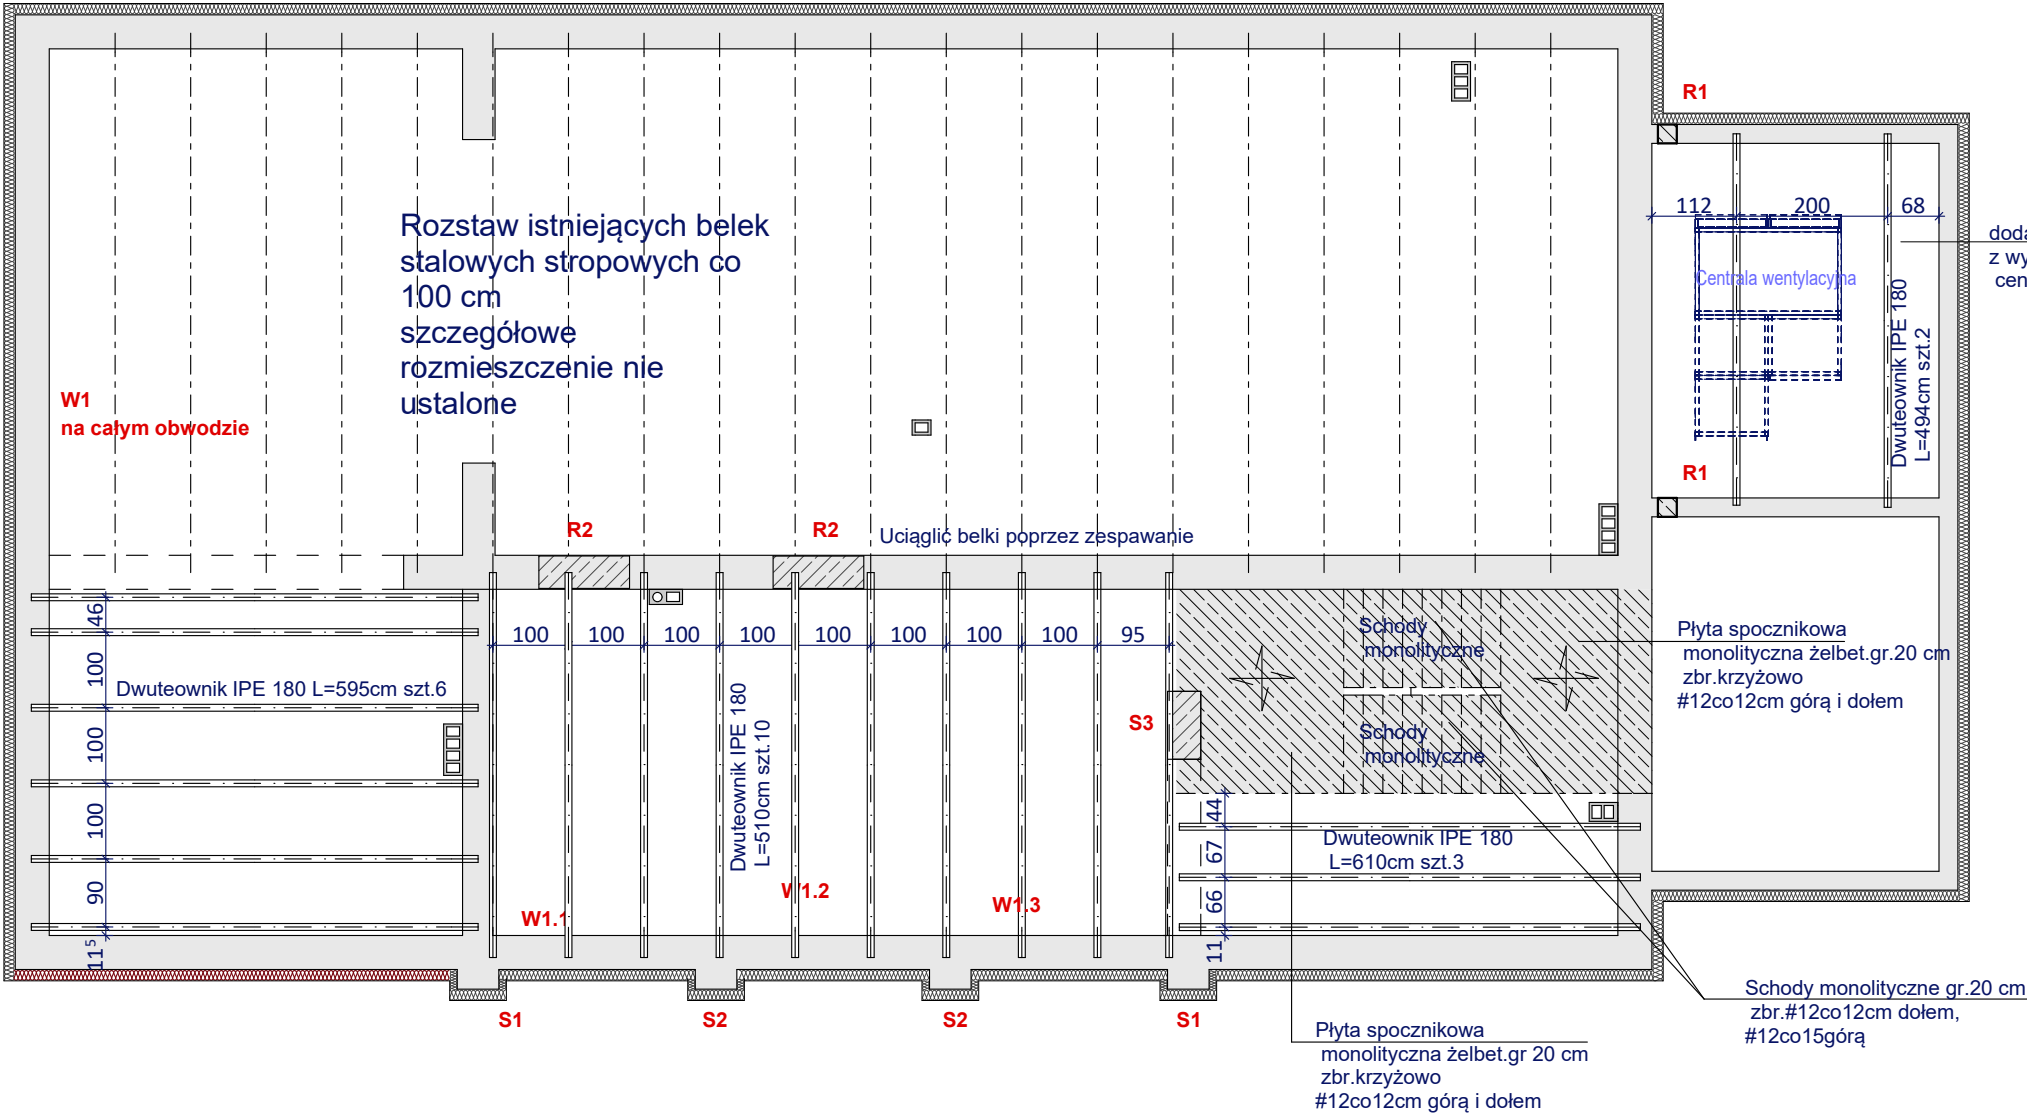 R1
Rozstaw istniejących belek
stalowych stropowych co
100 cm
szczegółowe
rozmieszczenie nie
ustalone
112
200
68
Centrala wentylacyjna
Dwuteownik IPE 180
L=494cm szt.2
W1
na całym obwodzie
R1
R2
R2
Uciąglić belki poprzez zespawanie
46
100
100
100
90
11⁵
Dwuteownik IPE 180 L=595cm szt.6
100
100
100
100
100
100
100
100
95
Dwuteownik IPE 180
L=510cm szt.10
S3
Schody
monolityczne
Schody
monolityczne
Płyta spocznikowa
monolityczna żelbet.gr.20 cm
zbr.krzyżowo
#12co12cm górą i dołem
44
67
66
11
Dwuteownik IPE 180
L=610cm szt.3
W1.1
W1.2
W1.3
S1
S2
S2
S1
Schody monolityczne gr.20 cm
zbr.#12co12cm dołem,
#12co15górą
Płyta spocznikowa
monolityczna żelbet.gr 20 cm
zbr.krzyżowo
#12co12cm górą i dołem